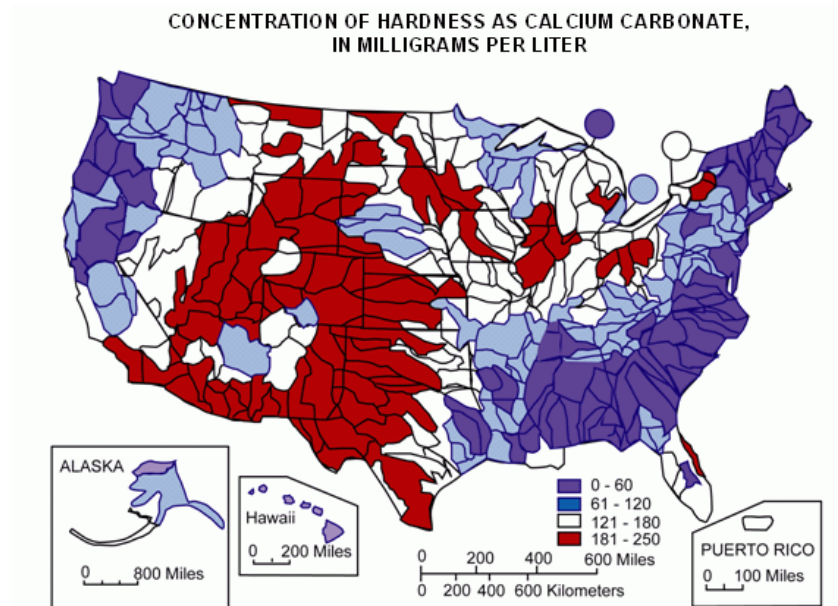 CONCENTRATION OF HARDNESS AS CALCIUM CARBONATE,
IN MILLIGRAMS PER LITER
ALASKA
0 800 Miles
Hawaii
0 200 Miles
0 - 60
61 - 120
121 - 180
181 - 250
0 200 400 600 Miles
0 200 400 600 Kilometers
PUERTO RICO
0 100 Miles